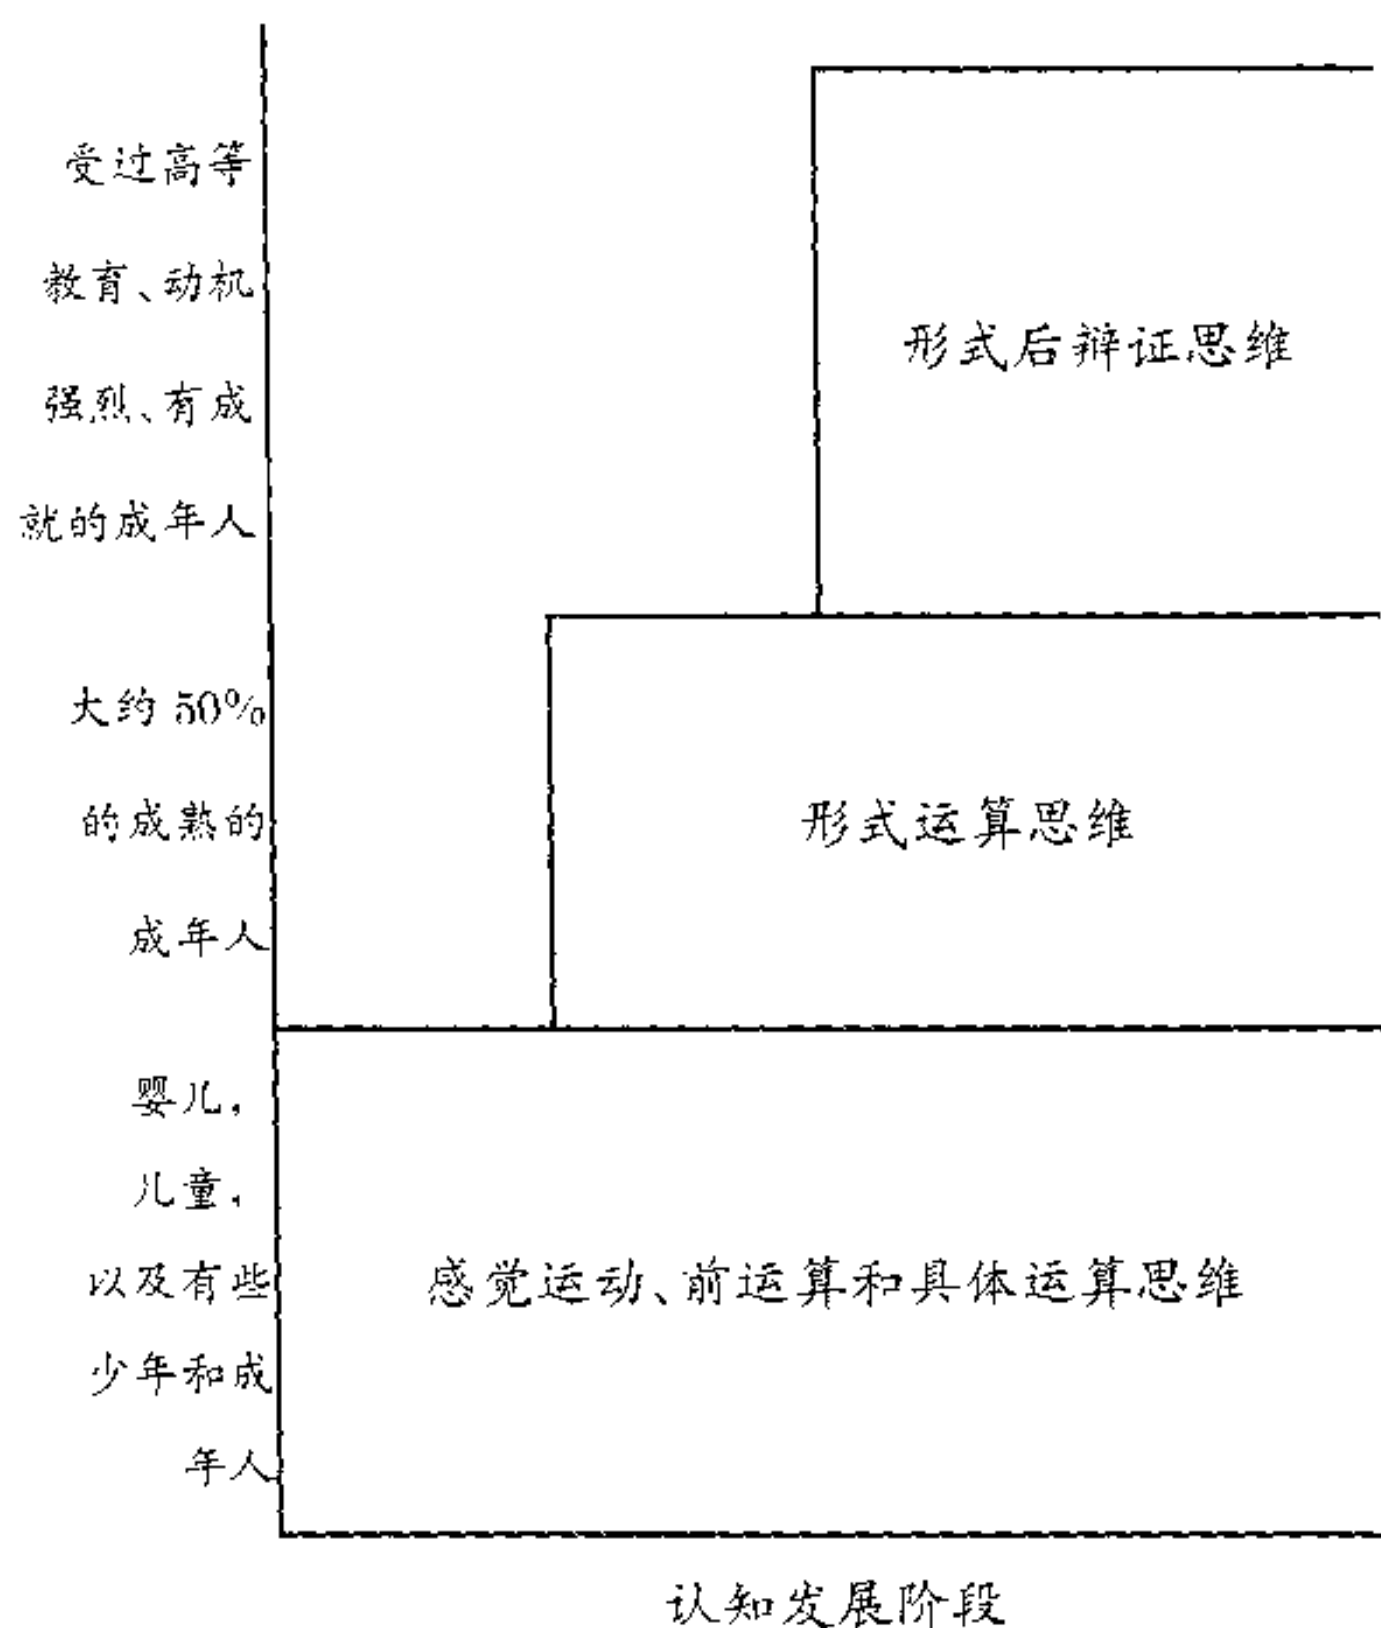 受过高等
教育、动机
强烈、有成
就的成年人
形式后辩证思维
大约 50%
的成熟的
成年人
形式运算思维
婴儿，
儿童，
以及有些
少年和成
年人
感觉运动、前运算和具体运算思维
认知发展阶段